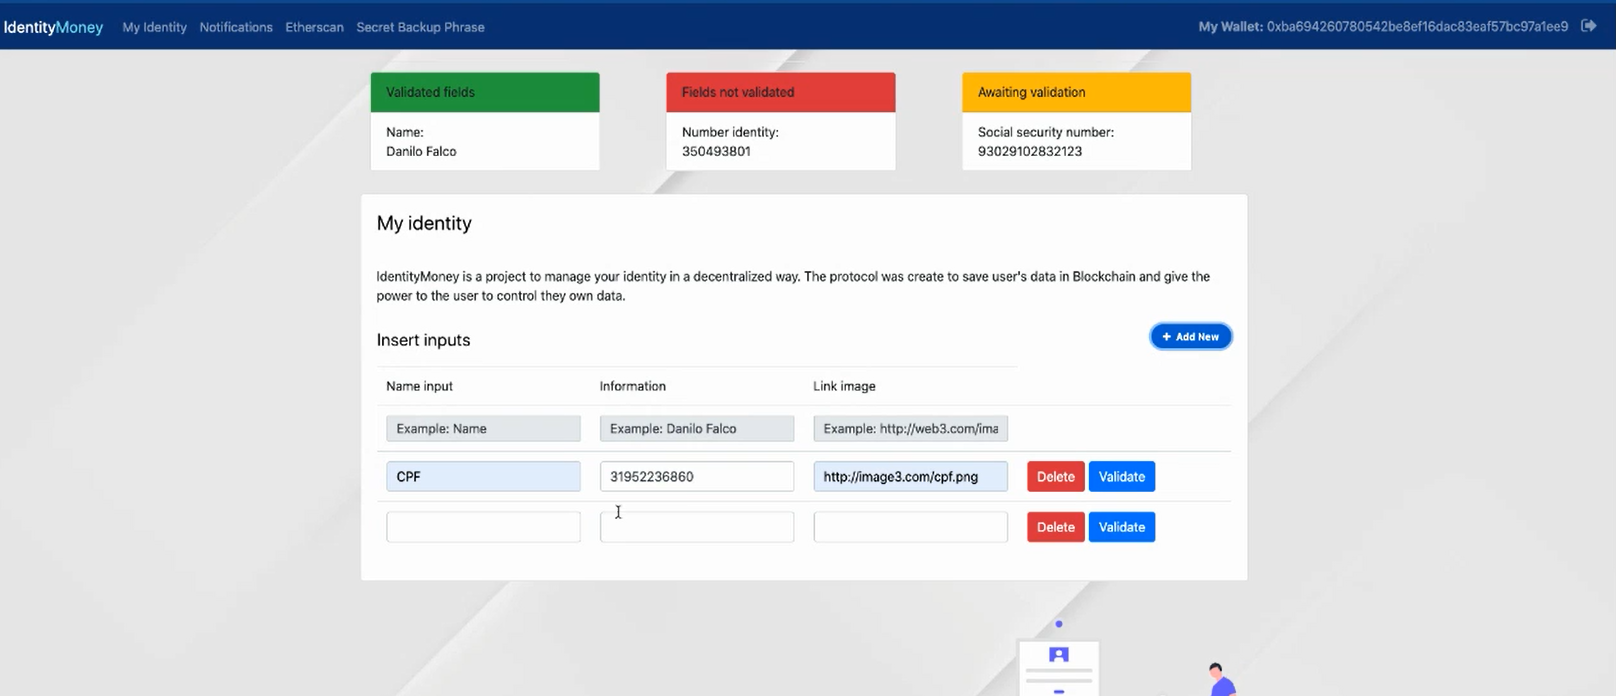 IdentityMoney My Identity Notifications Etherscan Secret Backup Phrase My Wallet: 0xba694260780542be8ef16dac83eaf57bc97a1ee9
Validated fields
Name:
Danilo Falco
Fields not validated
Number identity:
350493801
Awaiting validation
Social security number:
93029102832123
My identity
IdentityMoney is a project to manage your identity in a decentralized way. The protocol was create to save user's data in Blockchain and give the
power to the user to control they own data.
Insert inputs
+ Add New
Name input Information Link image
Example: Name Example: Danilo Falco Example: http://web3.com/ima
CPF 31952236860 http://image3.com/cpf.png Delete Validate
Delete Validate